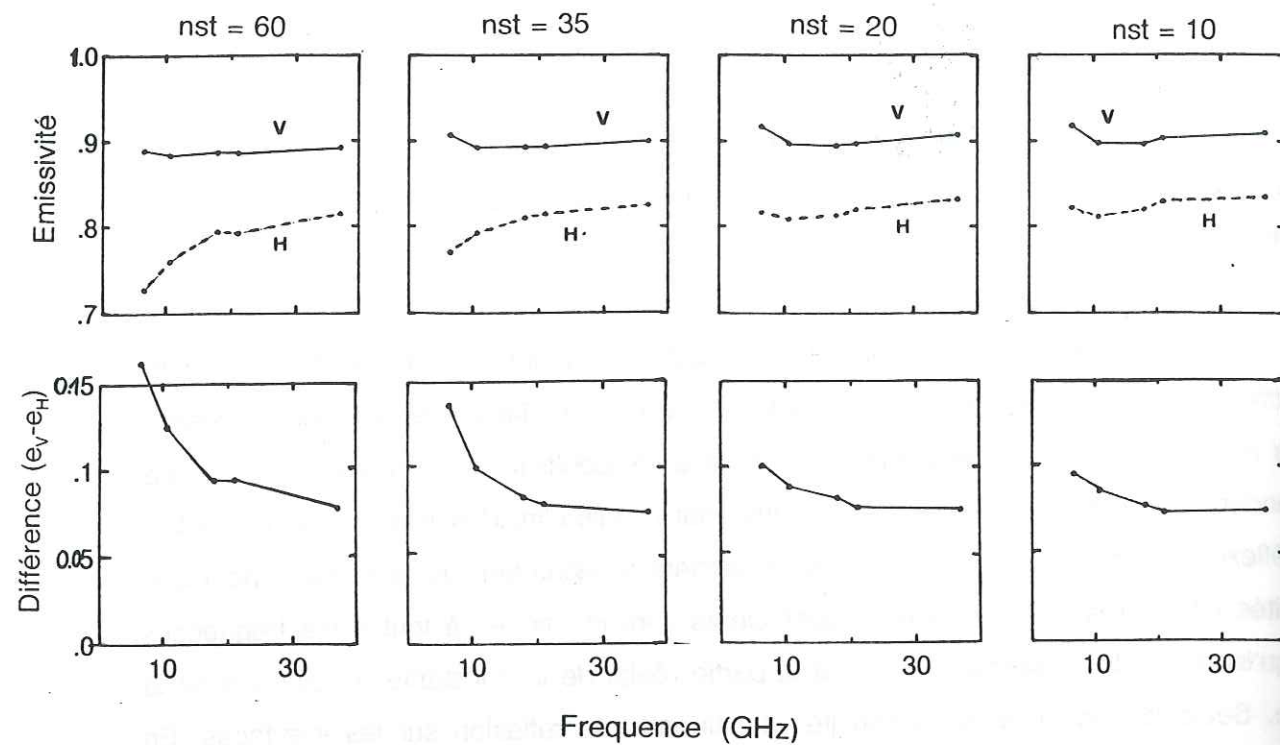 nst = 60
nst = 35
nst = 20
nst = 10
1.0
.9
.8
.7
Emissivité
V
H
V
H
V
H
V
H
0.15
.1
0.05
.0
Différence (eV-eH)
10
30
10
30
10
30
10
30
Frequence (GHz)